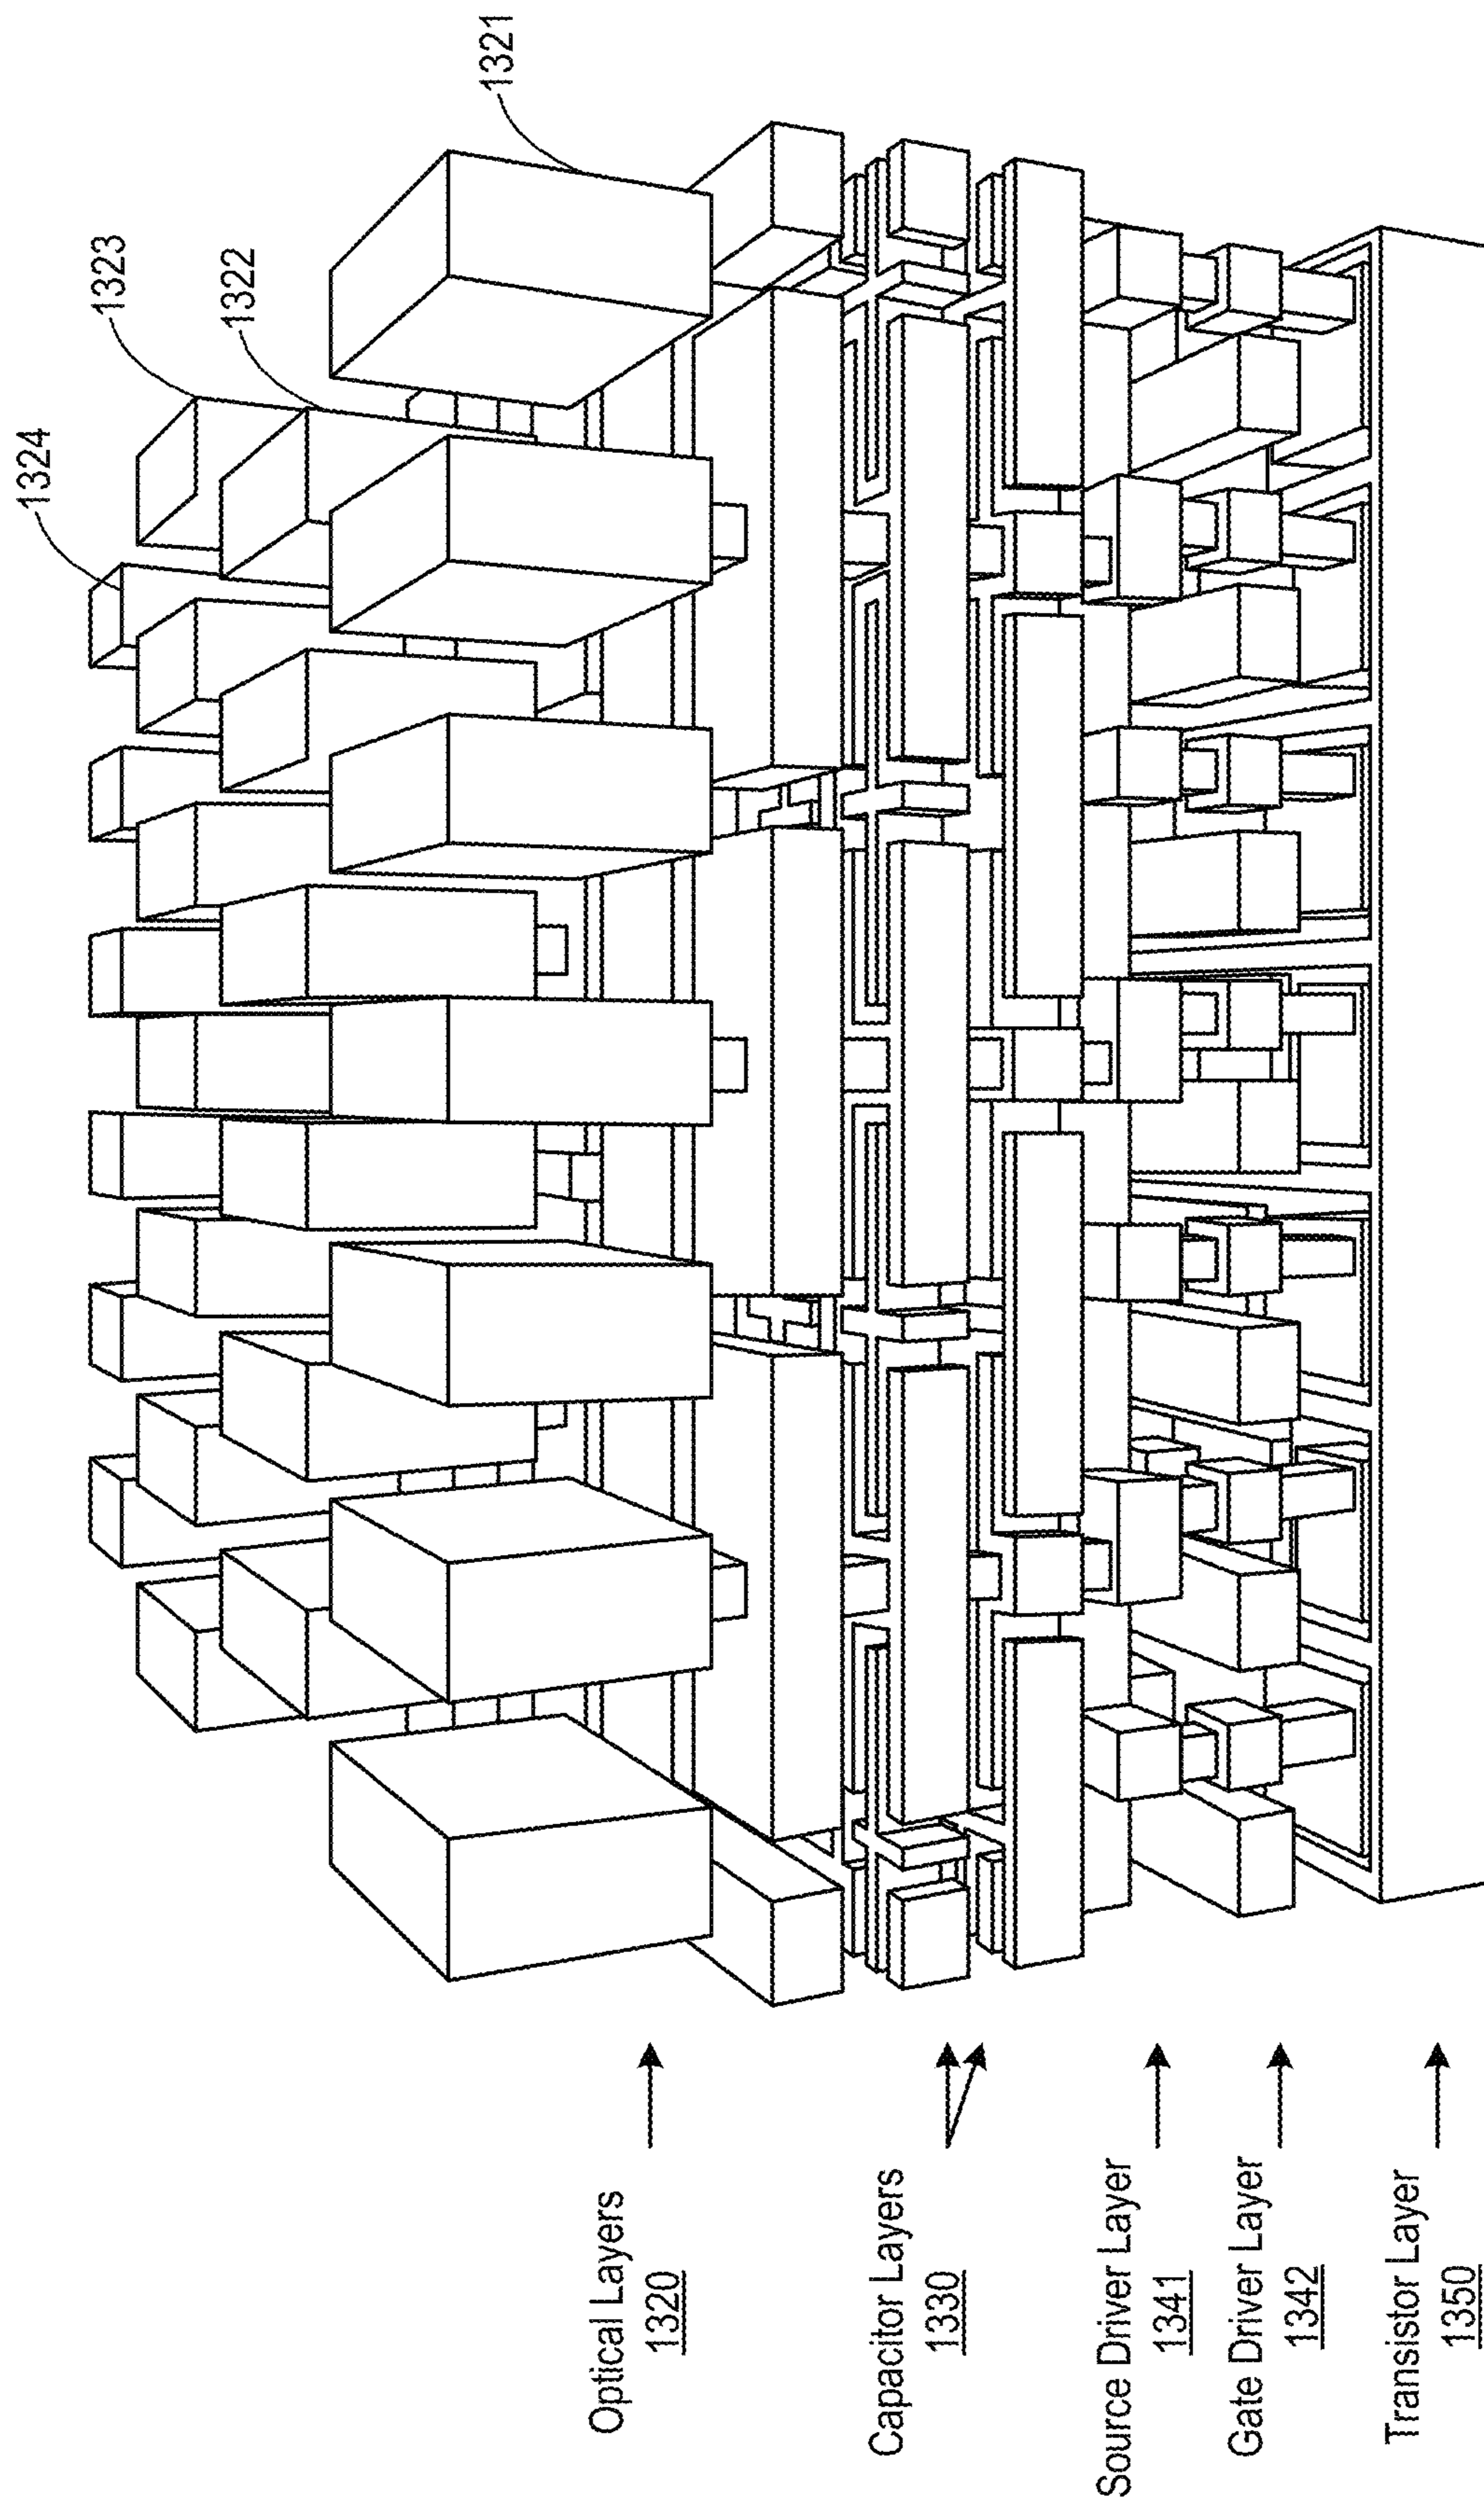 1324
1323
1322
1321
Optical Layers
1320
Capacitor Layers
1330
Source Driver Layer
1341
Gate Driver Layer
1342
Transistor Layer
1350